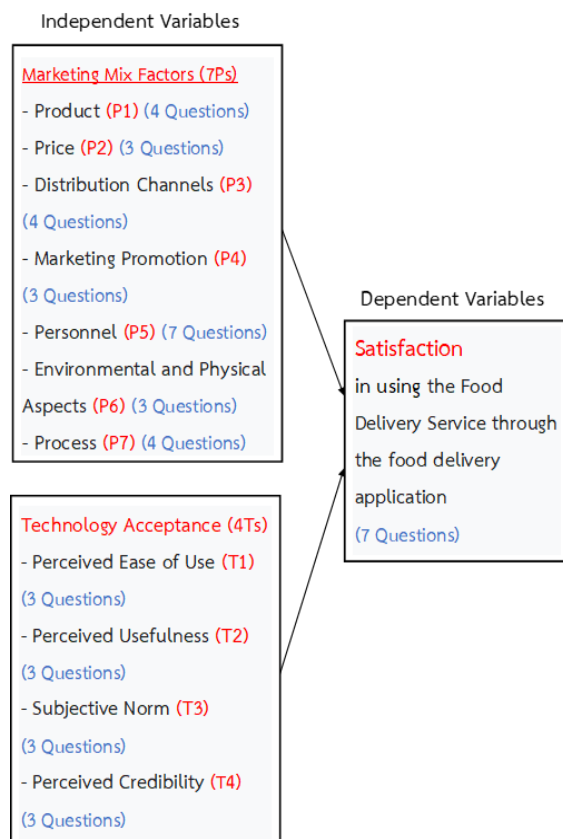 Independent Variables
Marketing Mix Factors (7Ps)
- Product (P1) (4 Questions)
- Price (P2) (3 Questions)
- Distribution Channels (P3)
(4 Questions)
- Marketing Promotion (P4)
(3 Questions)
- Personnel (P5) (7 Questions)
- Environmental and Physical
Aspects (P6) (3 Questions)
- Process (P7) (4 Questions)
Technology Acceptance (4Ts)
- Perceived Ease of Use (T1)
(3 Questions)
- Perceived Usefulness (T2)
(3 Questions)
- Subjective Norm (T3)
(3 Questions)
- Perceived Credibility (T4)
(3 Questions)
Dependent Variables
Satisfaction
in using the Food
Delivery Service through
the food delivery
application
(7 Questions)